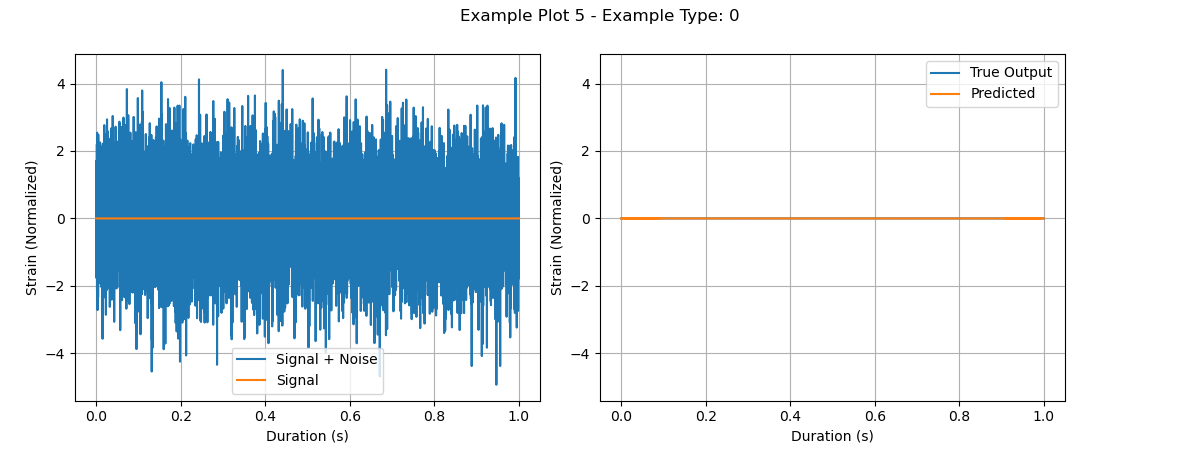 Example Plot 5 - Example Type: 0
Strain (Normalized)
4
2
0
−2
−4
Signal + Noise
Signal
0.0 0.2 0.4 0.6 0.8 1.0
Duration (s)
Strain (Normalized)
4
2
0
−2
−4
True Output
Predicted
0.0 0.2 0.4 0.6 0.8 1.0
Duration (s)